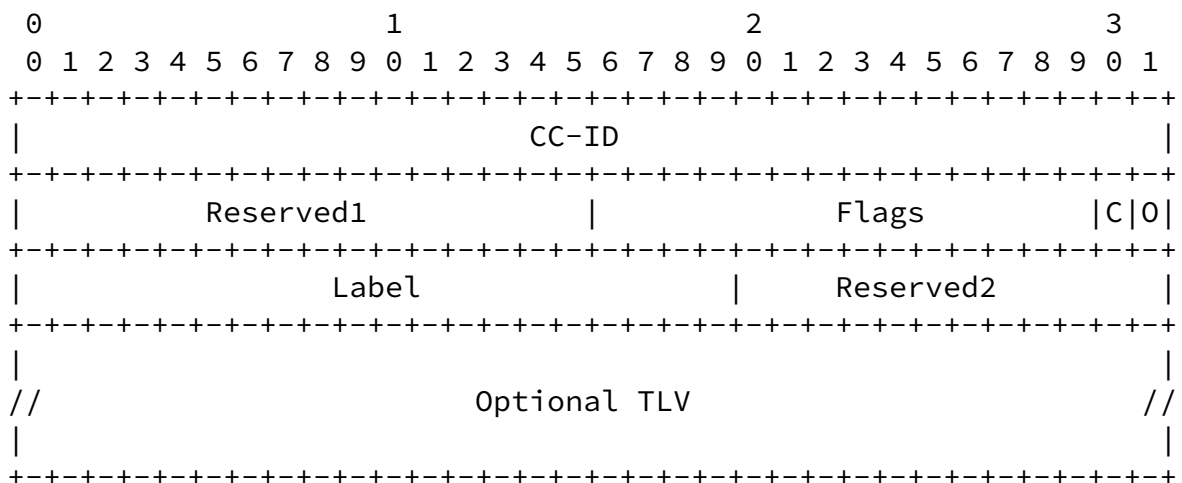 0                   1                   2                   3
0 1 2 3 4 5 6 7 8 9 0 1 2 3 4 5 6 7 8 9 0 1 2 3 4 5 6 7 8 9 0 1
+-+-+-+-+-+-+-+-+-+-+-+-+-+-+-+-+-+-+-+-+-+-+-+-+-+-+-+-+-+-+-+-+
|                            CC-ID                              |
+-+-+-+-+-+-+-+-+-+-+-+-+-+-+-+-+-+-+-+-+-+-+-+-+-+-+-+-+-+-+-+-+
|          Reserved1            |             Flags         |C|O|
+-+-+-+-+-+-+-+-+-+-+-+-+-+-+-+-+-+-+-+-+-+-+-+-+-+-+-+-+-+-+-+-+
|                 Label                 |     Reserved2         |
+-+-+-+-+-+-+-+-+-+-+-+-+-+-+-+-+-+-+-+-+-+-+-+-+-+-+-+-+-+-+-+-+
|                                                               |
//                        Optional TLV                         //
|                                                               |
+-+-+-+-+-+-+-+-+-+-+-+-+-+-+-+-+-+-+-+-+-+-+-+-+-+-+-+-+-+-+-+-+